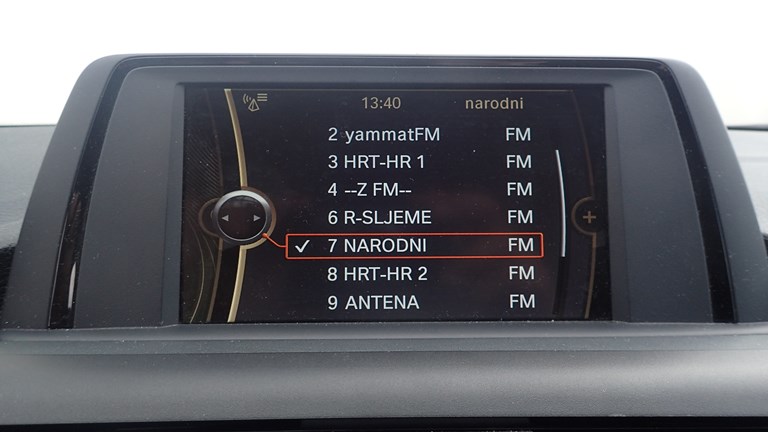 13:40 narodni
2 yammatFM FM
3 HRT-HR 1 FM
4 --Z FM-- FM
6 R-SLJEME FM
✓ 7 NARODNI FM
8 HRT-HR 2 FM
9 ANTENA FM